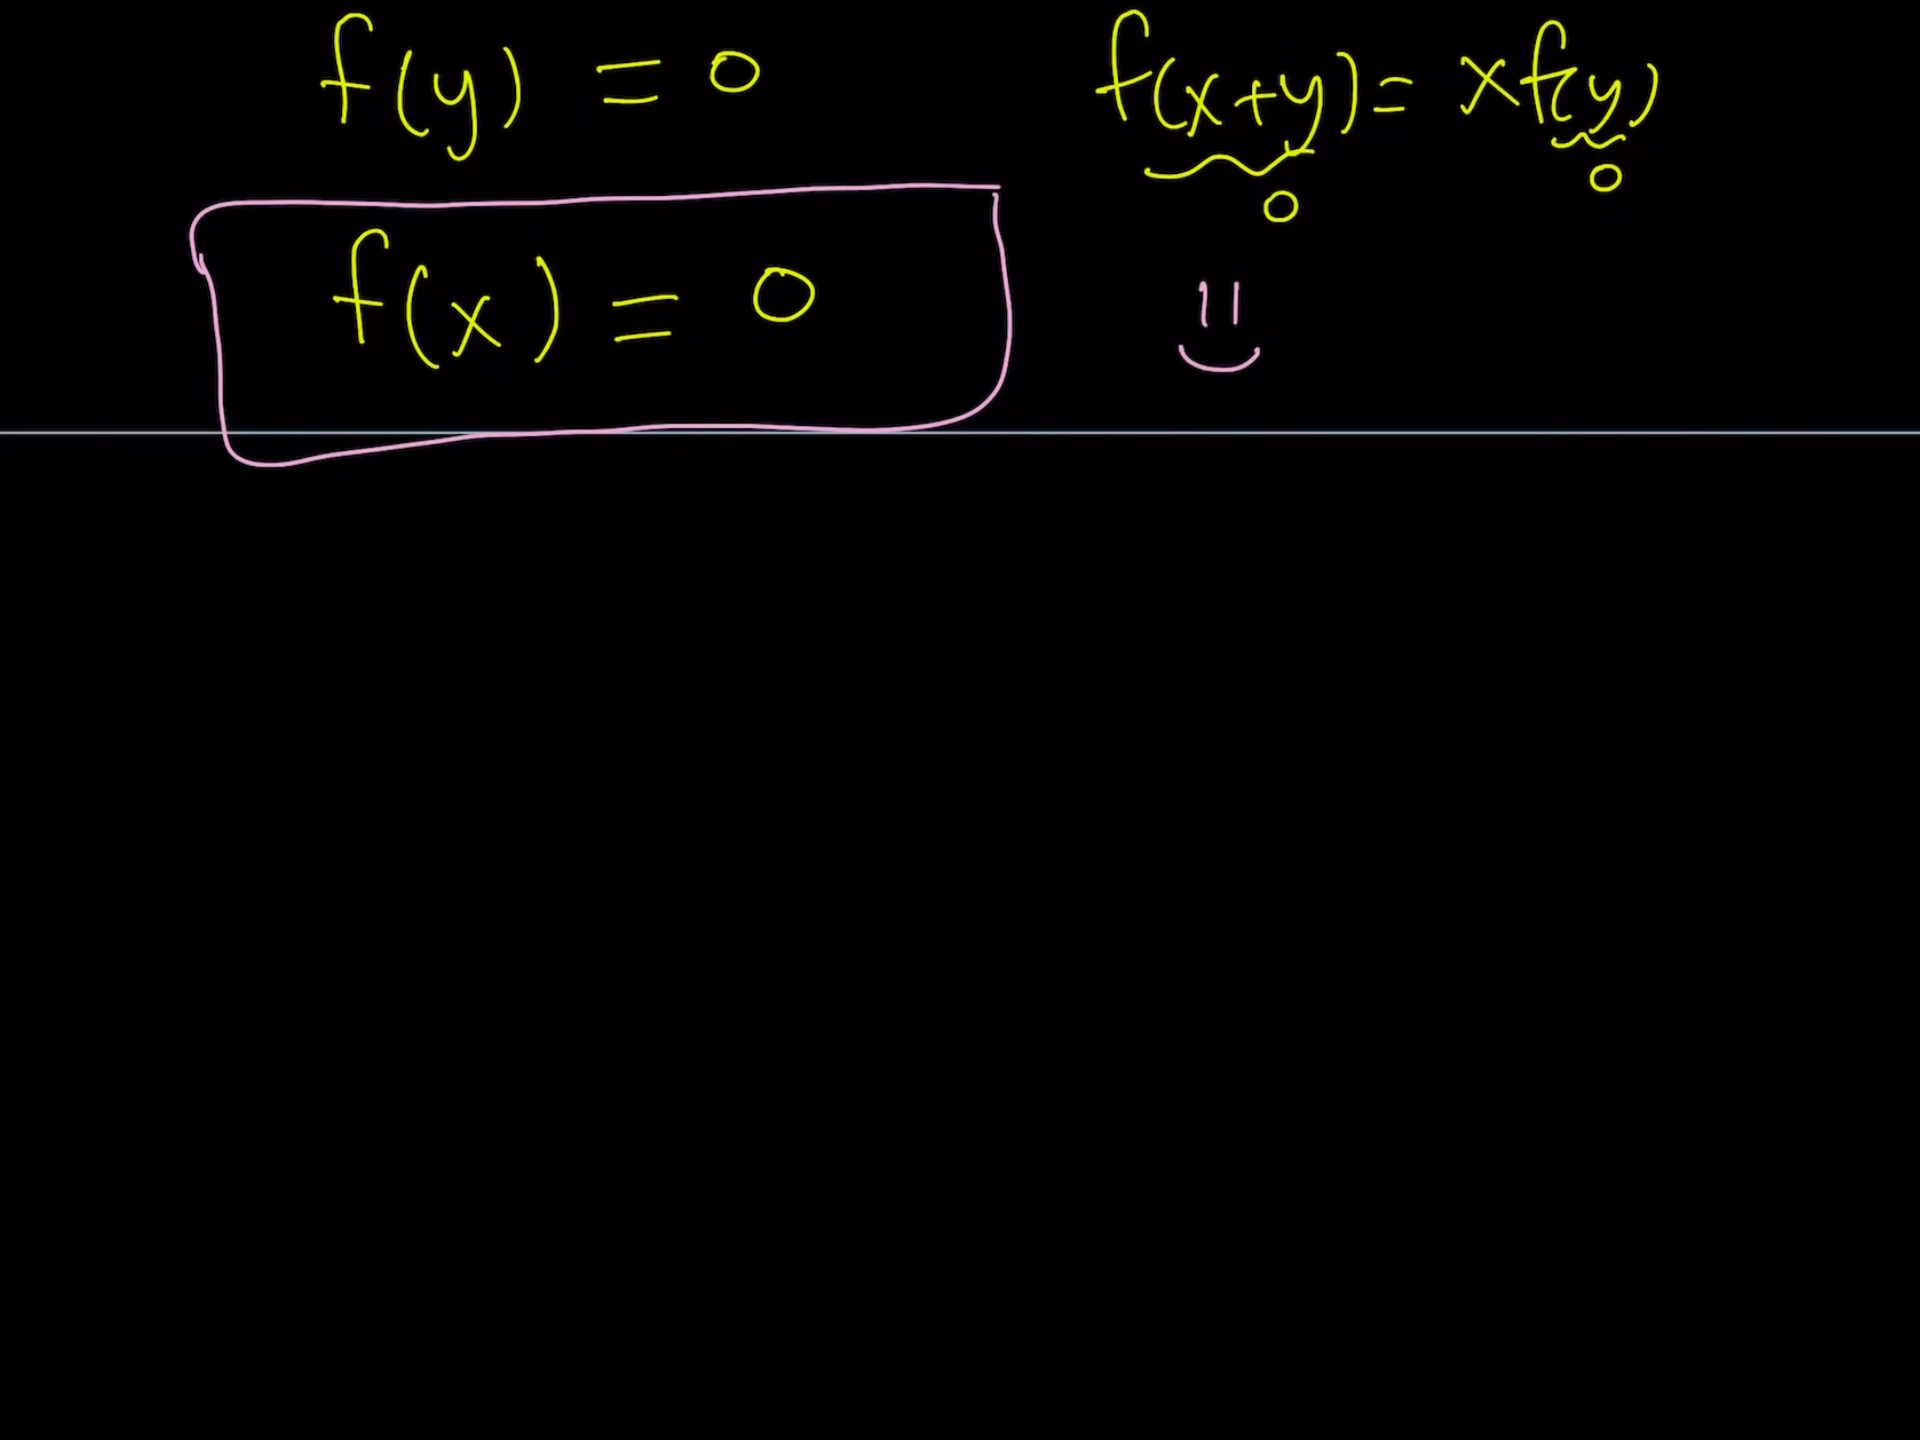 f(y) = 0
f(x+y) = xf(y)
0
0
f(x) = 0